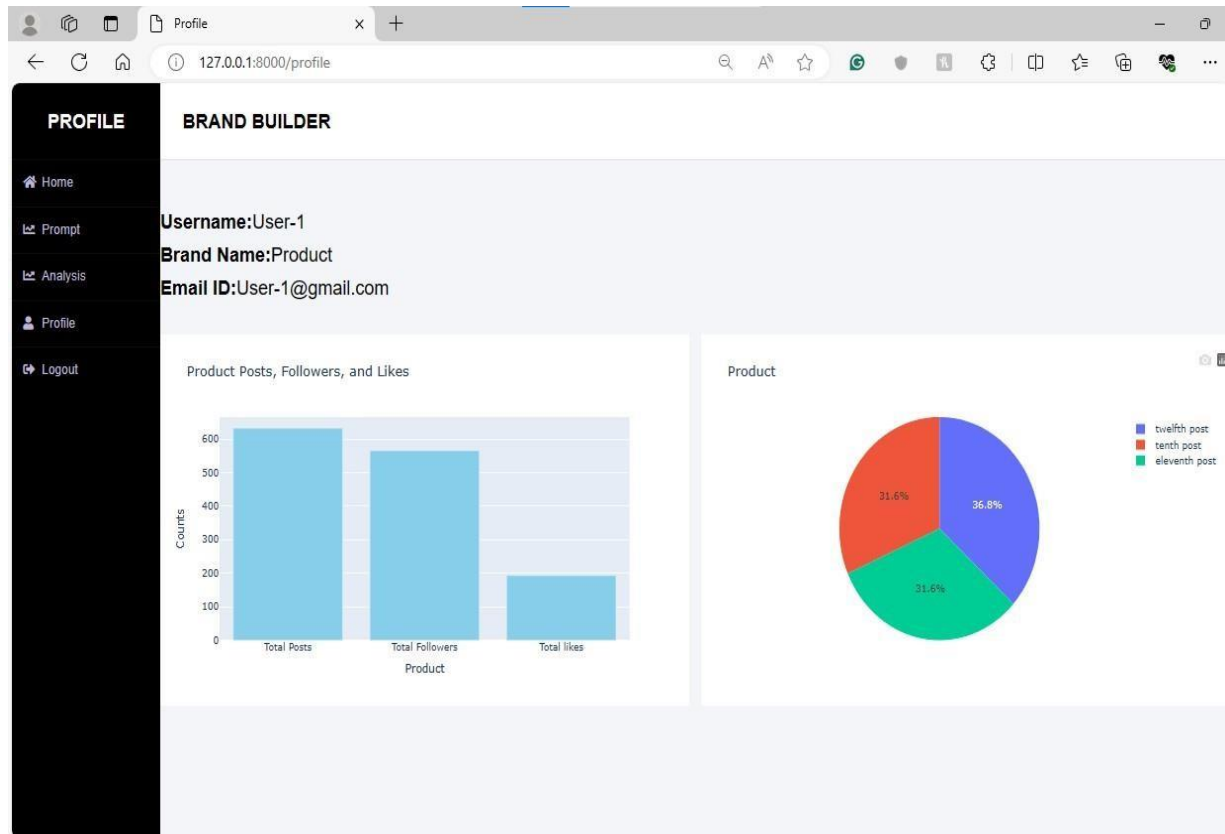 Profile
127.0.0.1:8000/profile
PROFILE
BRAND BUILDER
Home
Prompt
Analysis
Profile
Logout
Username:User-1
Brand Name:Product
Email ID:User-1@gmail.com
Product Posts, Followers, and Likes
600
500
400
300
200
100
0
Counts
Total Posts
Total Followers
Total likes
Product
Product
31.6%
36.8%
31.6%
twelfth post
tenth post
eleventh post